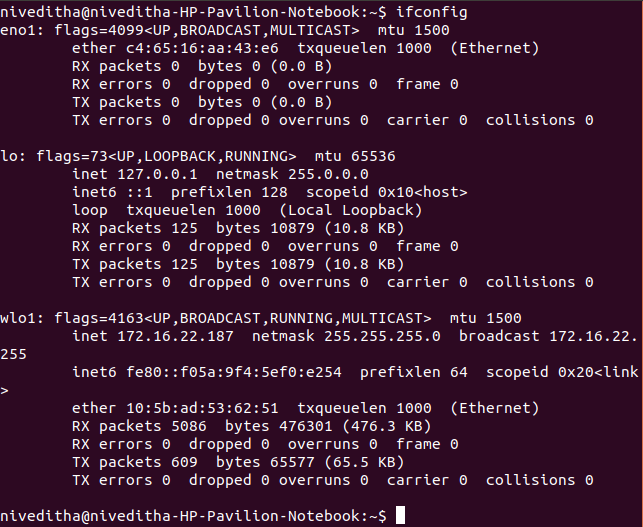 niveditha@niveditha-HP-Pavilion-Notebook:~$ ifconfig
eno1: flags=4099<UP,BROADCAST,MULTICAST>  mtu 1500
        ether c4:65:16:aa:43:e6  txqueuelen 1000  (Ethernet)
        RX packets 0  bytes 0 (0.0 B)
        RX errors 0  dropped 0  overruns 0  frame 0
        TX packets 0  bytes 0 (0.0 B)
        TX errors 0  dropped 0 overruns 0  carrier 0  collisions 0

lo: flags=73<UP,LOOPBACK,RUNNING>  mtu 65536
        inet 127.0.0.1  netmask 255.0.0.0
        inet6 ::1  prefixlen 128  scopeid 0x10<host>
        loop  txqueuelen 1000  (Local Loopback)
        RX packets 125  bytes 10879 (10.8 KB)
        RX errors 0  dropped 0  overruns 0  frame 0
        TX packets 125  bytes 10879 (10.8 KB)
        TX errors 0  dropped 0 overruns 0  carrier 0  collisions 0

wlo1: flags=4163<UP,BROADCAST,RUNNING,MULTICAST>  mtu 1500
        inet 172.16.22.187  netmask 255.255.255.0  broadcast 172.16.22.
255
        inet6 fe80::f05a:9f4:5ef0:e254  prefixlen 64  scopeid 0x20<link
>
        ether 10:5b:ad:53:62:51  txqueuelen 1000  (Ethernet)
        RX packets 5086  bytes 476301 (476.3 KB)
        RX errors 0  dropped 0  overruns 0  frame 0
        TX packets 609  bytes 65577 (65.5 KB)
        TX errors 0  dropped 0 overruns 0  carrier 0  collisions 0

niveditha@niveditha-HP-Pavilion-Notebook:~$